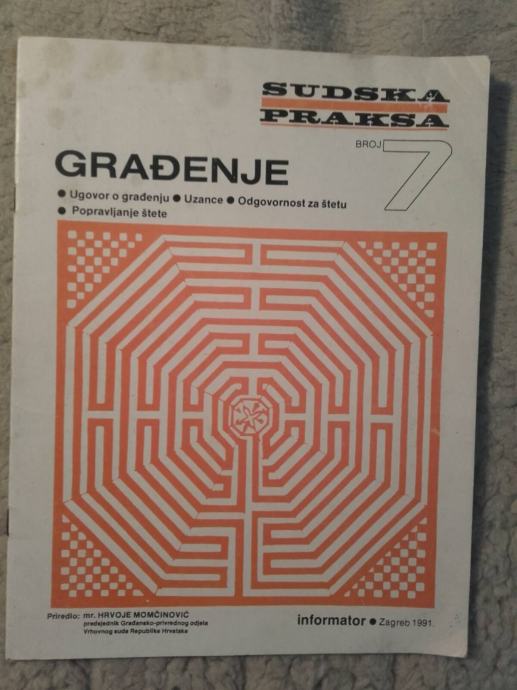 SUDSKA
PRAKSA
BROJ 7
GRAĐENJE
● Ugovor o građenju ● Uzance ● Odgovornost za štetu
● Popravljanje štete
Priredio: mr. HRVOJE MOMČINOVIĆ
predsjednik Građansko-privrednog odjela
Vrhovnog suda Republike Hrvatske
informator ● Zagreb 1991.